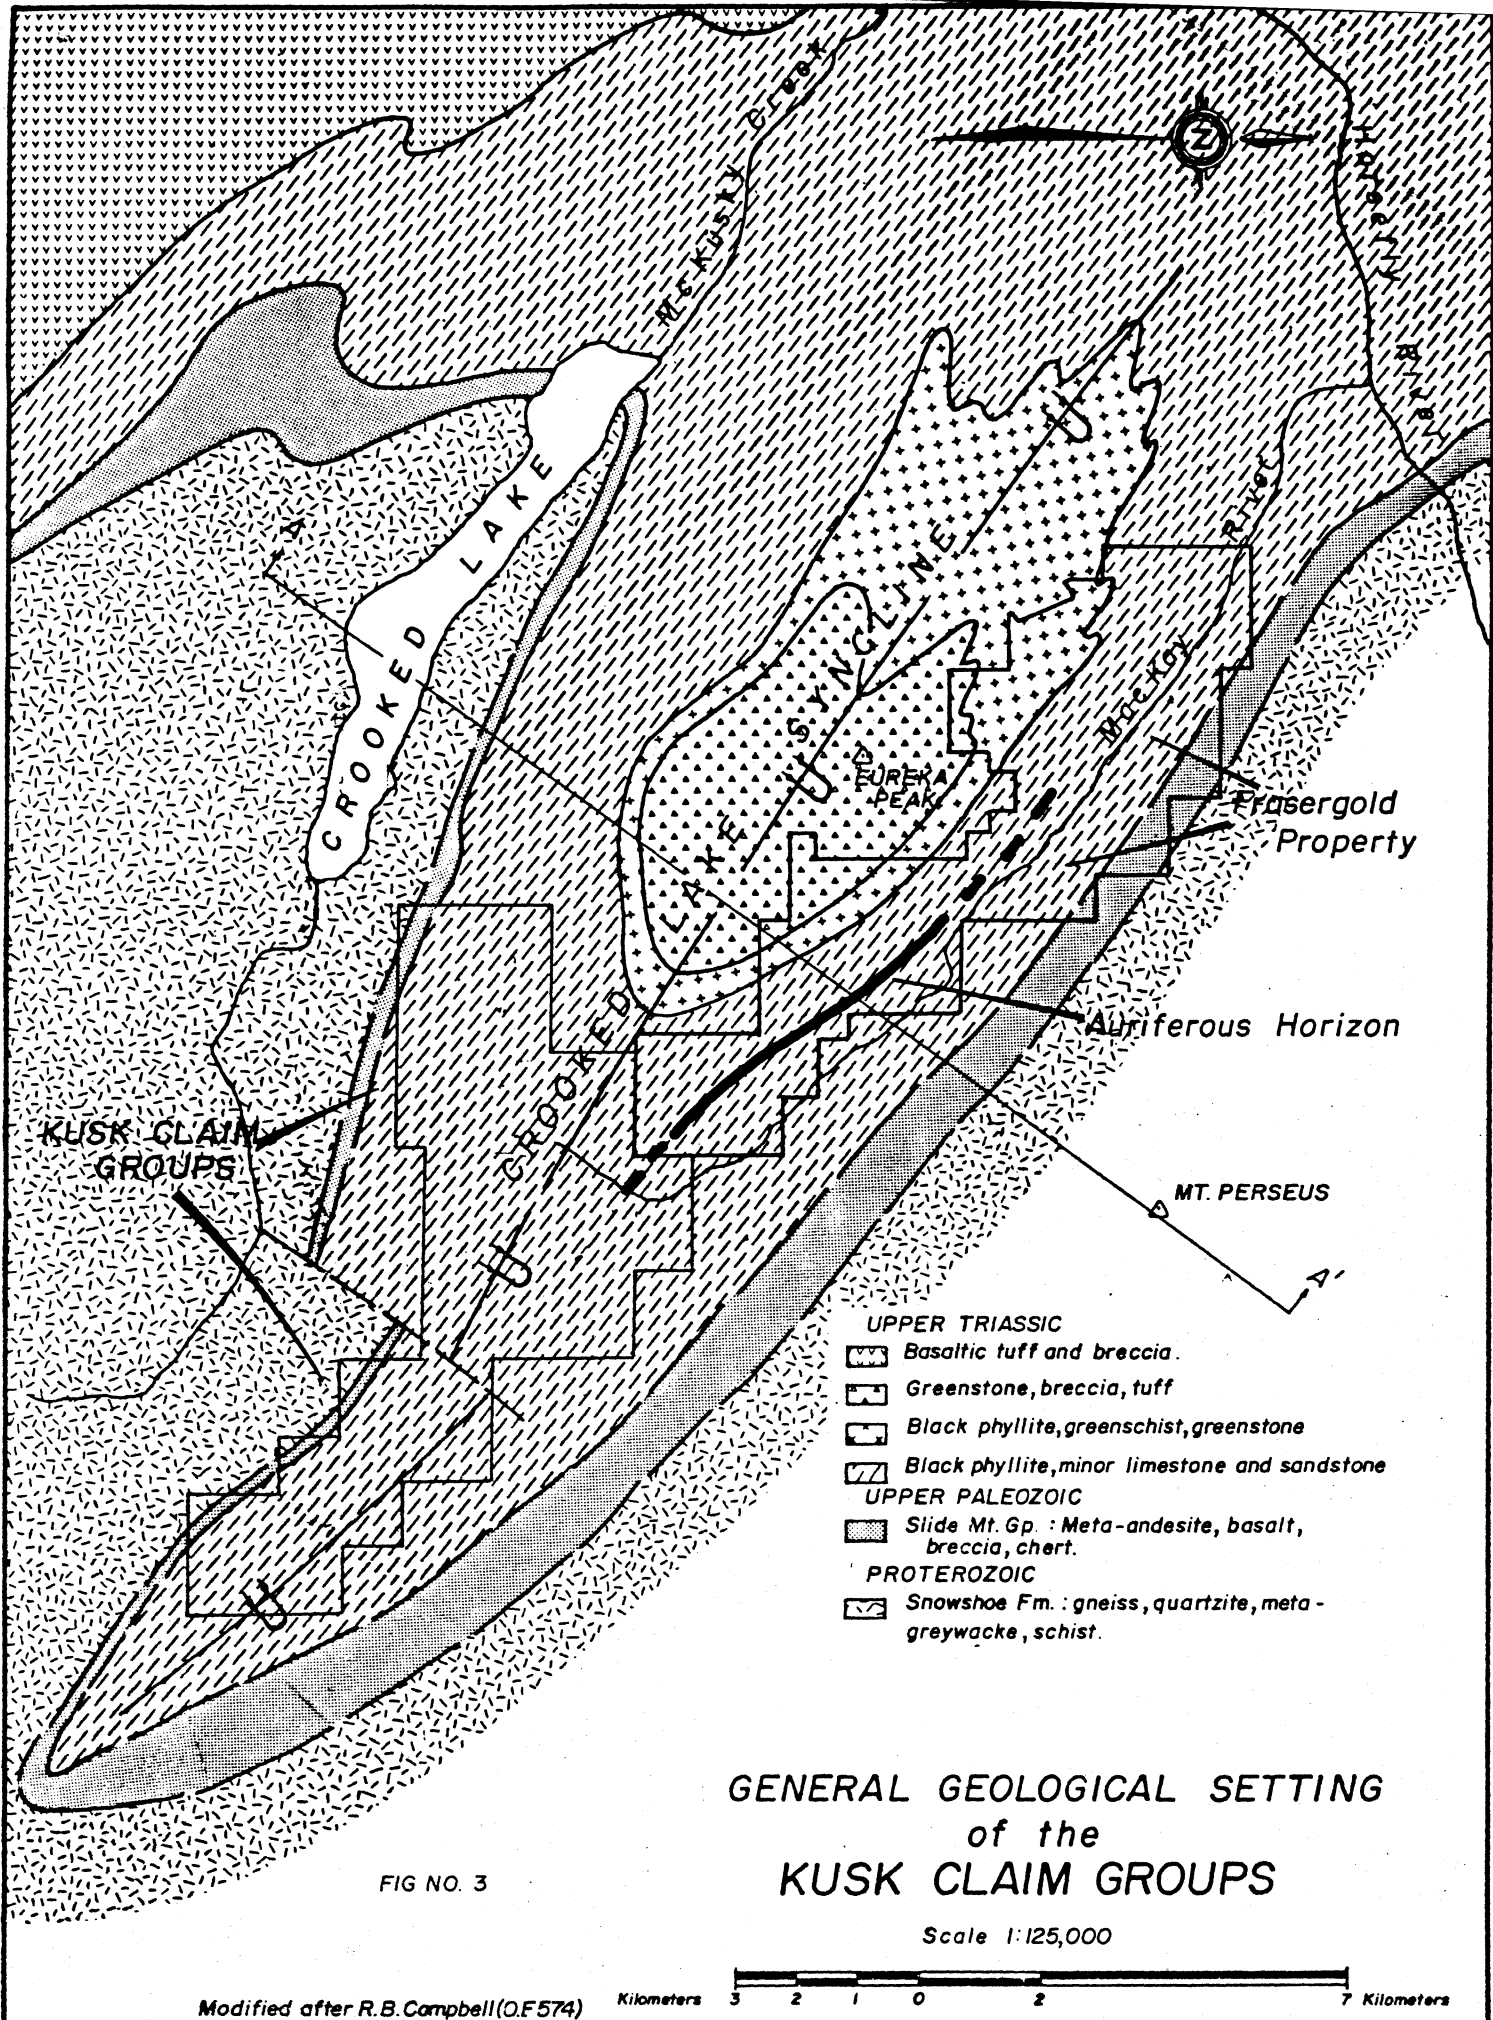 McKusky Creek
N
Horsefly River
A
CROOKED LAKE
CROOKED LAKE SYNCLINE
River
MacKay
EUREKA
PEAK
Frasergold
Property
Auriferous Horizon
KUSK CLAIM
GROUPS
MT. PERSEUS
A'
UPPER TRIASSIC
Basaltic tuff and breccia.
Greenstone, breccia, tuff
Black phyllite, greenschist, greenstone
Black phyllite, minor limestone and sandstone
UPPER PALEOZOIC
Slide Mt. Gp. : Meta-andesite, basalt,
breccia, chert.
PROTEROZOIC
Snowshoe Fm. : gneiss, quartzite, meta-
greywacke, schist.
GENERAL GEOLOGICAL SETTING
of the
KUSK CLAIM GROUPS
FIG NO. 3
Scale 1:125,000
Kilometers 3 2 1 0 2 7 Kilometers
Modified after R.B. Campbell (O.F 574)